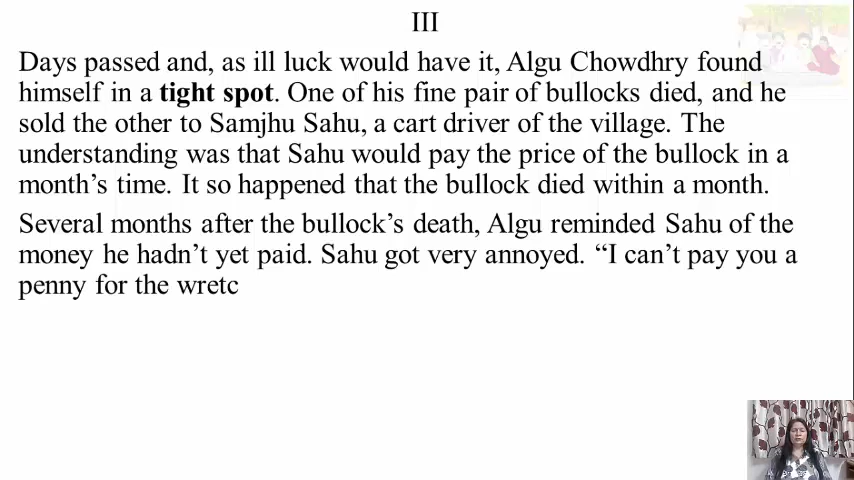 III
Days passed and, as ill luck would have it, Algu Chowdhry found
himself in a tight spot. One of his fine pair of bullocks died, and he
sold the other to Samjhu Sahu, a cart driver of the village. The
understanding was that Sahu would pay the price of the bullock in a
month’s time. It so happened that the bullock died within a month.
Several months after the bullock’s death, Algu reminded Sahu of the
money he hadn’t yet paid. Sahu got very annoyed. “I can’t pay you a
penny for the wretc